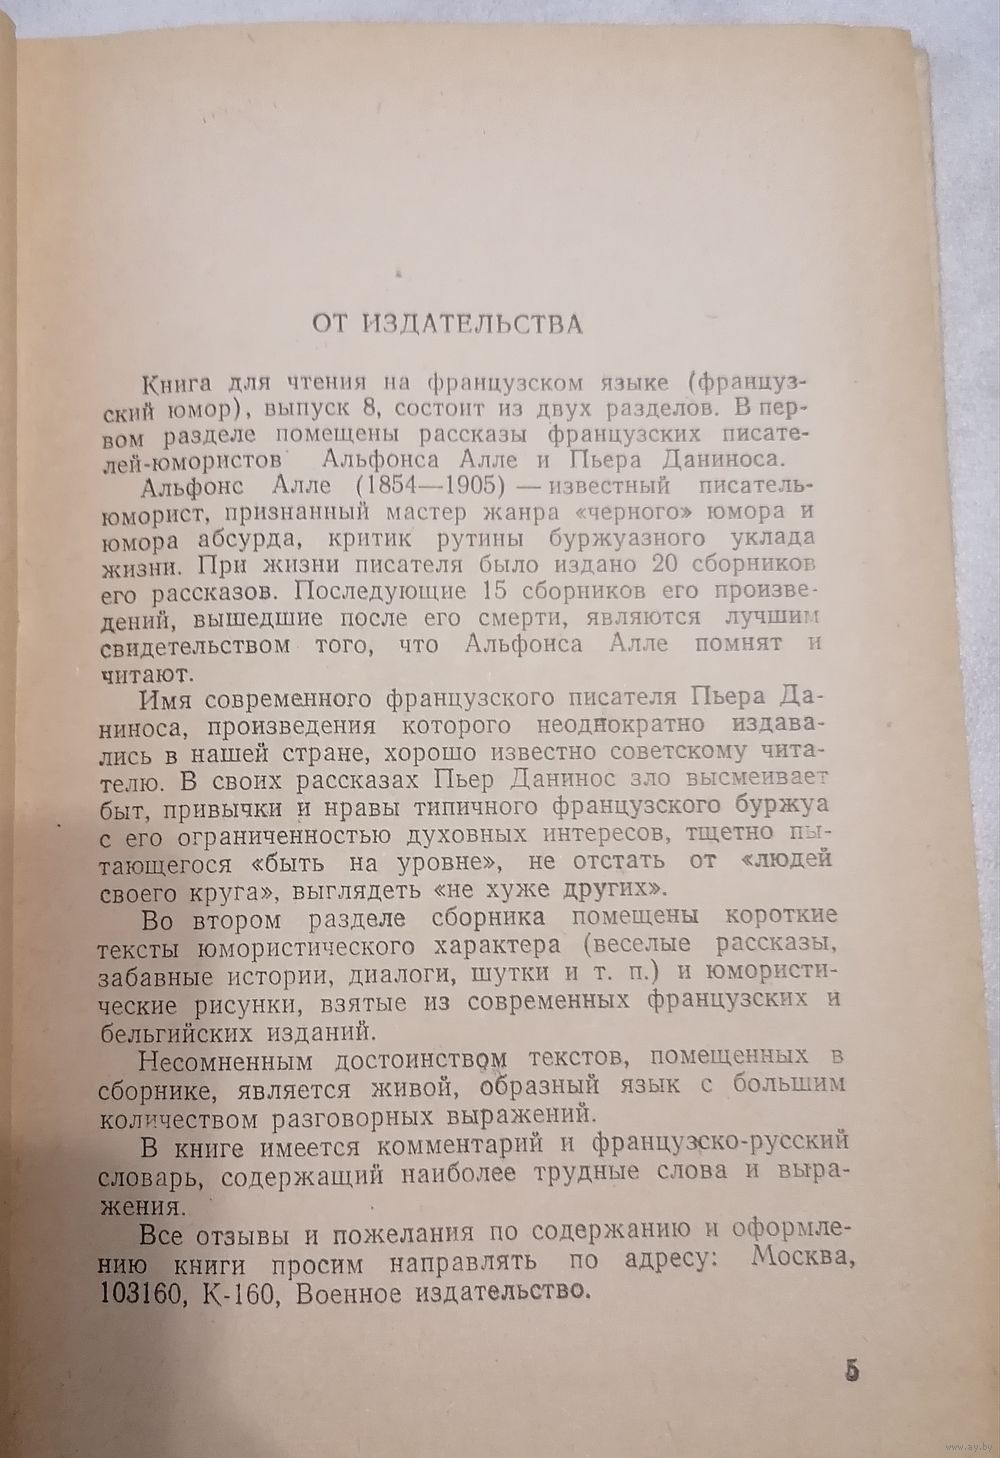 ОТ ИЗДАТЕЛЬСТВА
Книга для чтения на французском языке (француз-
ский юмор), выпуск 8, состоит из двух разделов. В пер-
вом разделе помещены рассказы французских писате-
лей-юмористов Альфонса Алле и Пьера Даниноса.
Альфонс Алле (1854—1905) — известный писатель-
юморист, признанный мастер жанра «черного» юмора и
юмора абсурда, критик рутины буржуазного уклада
жизни. При жизни писателя было издано 20 сборников
его рассказов. Последующие 15 сборников его произве-
дений, вышедшие после его смерти, являются лучшим
свидетельством того, что Альфонса Алле помнят и
читают.
Имя современного французского писателя Пьера Да-
ниноса, произведения которого неоднократно издава-
лись в нашей стране, хорошо известно советскому чита-
телю. В своих рассказах Пьер Данинос зло высмеивает
быт, привычки и нравы типичного французского буржуа
с его ограниченностью духовных интересов, тщетно пы-
тающегося «быть на уровне», не отстать от «людей
своего круга», выглядеть «не хуже других».
Во втором разделе сборника помещены короткие
тексты юмористического характера (веселые рассказы,
забавные истории, диалоги, шутки и т. п.) и юмористи-
ческие рисунки, взятые из современных французских и
бельгийских изданий.
Несомненным достоинством текстов, помещенных в
сборнике, является живой, образный язык с большим
количеством разговорных выражений.
В книге имеется комментарий и французско-русский
словарь, содержащий наиболее трудные слова и выра-
жения.
Все отзывы и пожелания по содержанию и оформле-
нию книги просим направлять по адресу: Москва,
103160, К-160, Военное издательство.
5
www.ay.by